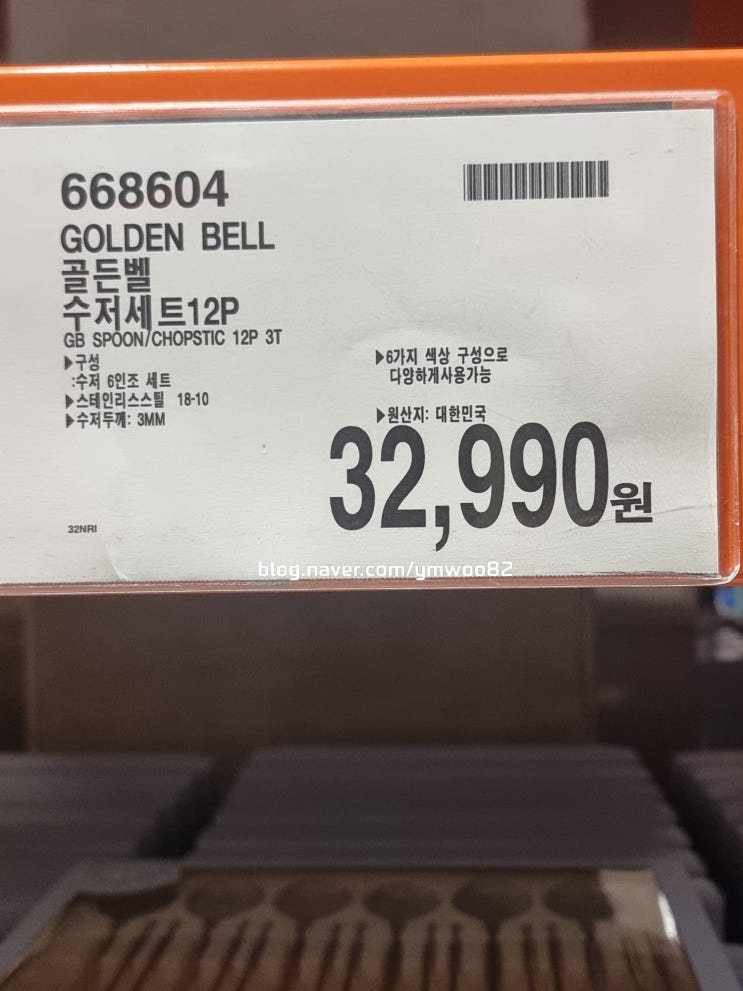 668604
GOLDEN BELL
골든벨
수저세트12P
GB SPOON/CHOPSTIC 12P 3T
▶구성
:수저 6인조 세트
▶스테인리스스틸 18-10
▶수저두께: 3MM
▶6가지 색상 구성으로
다양하게사용가능
▶원산지: 대한민국
32,990원
32NRI
blog.naver.com/ymwoo82